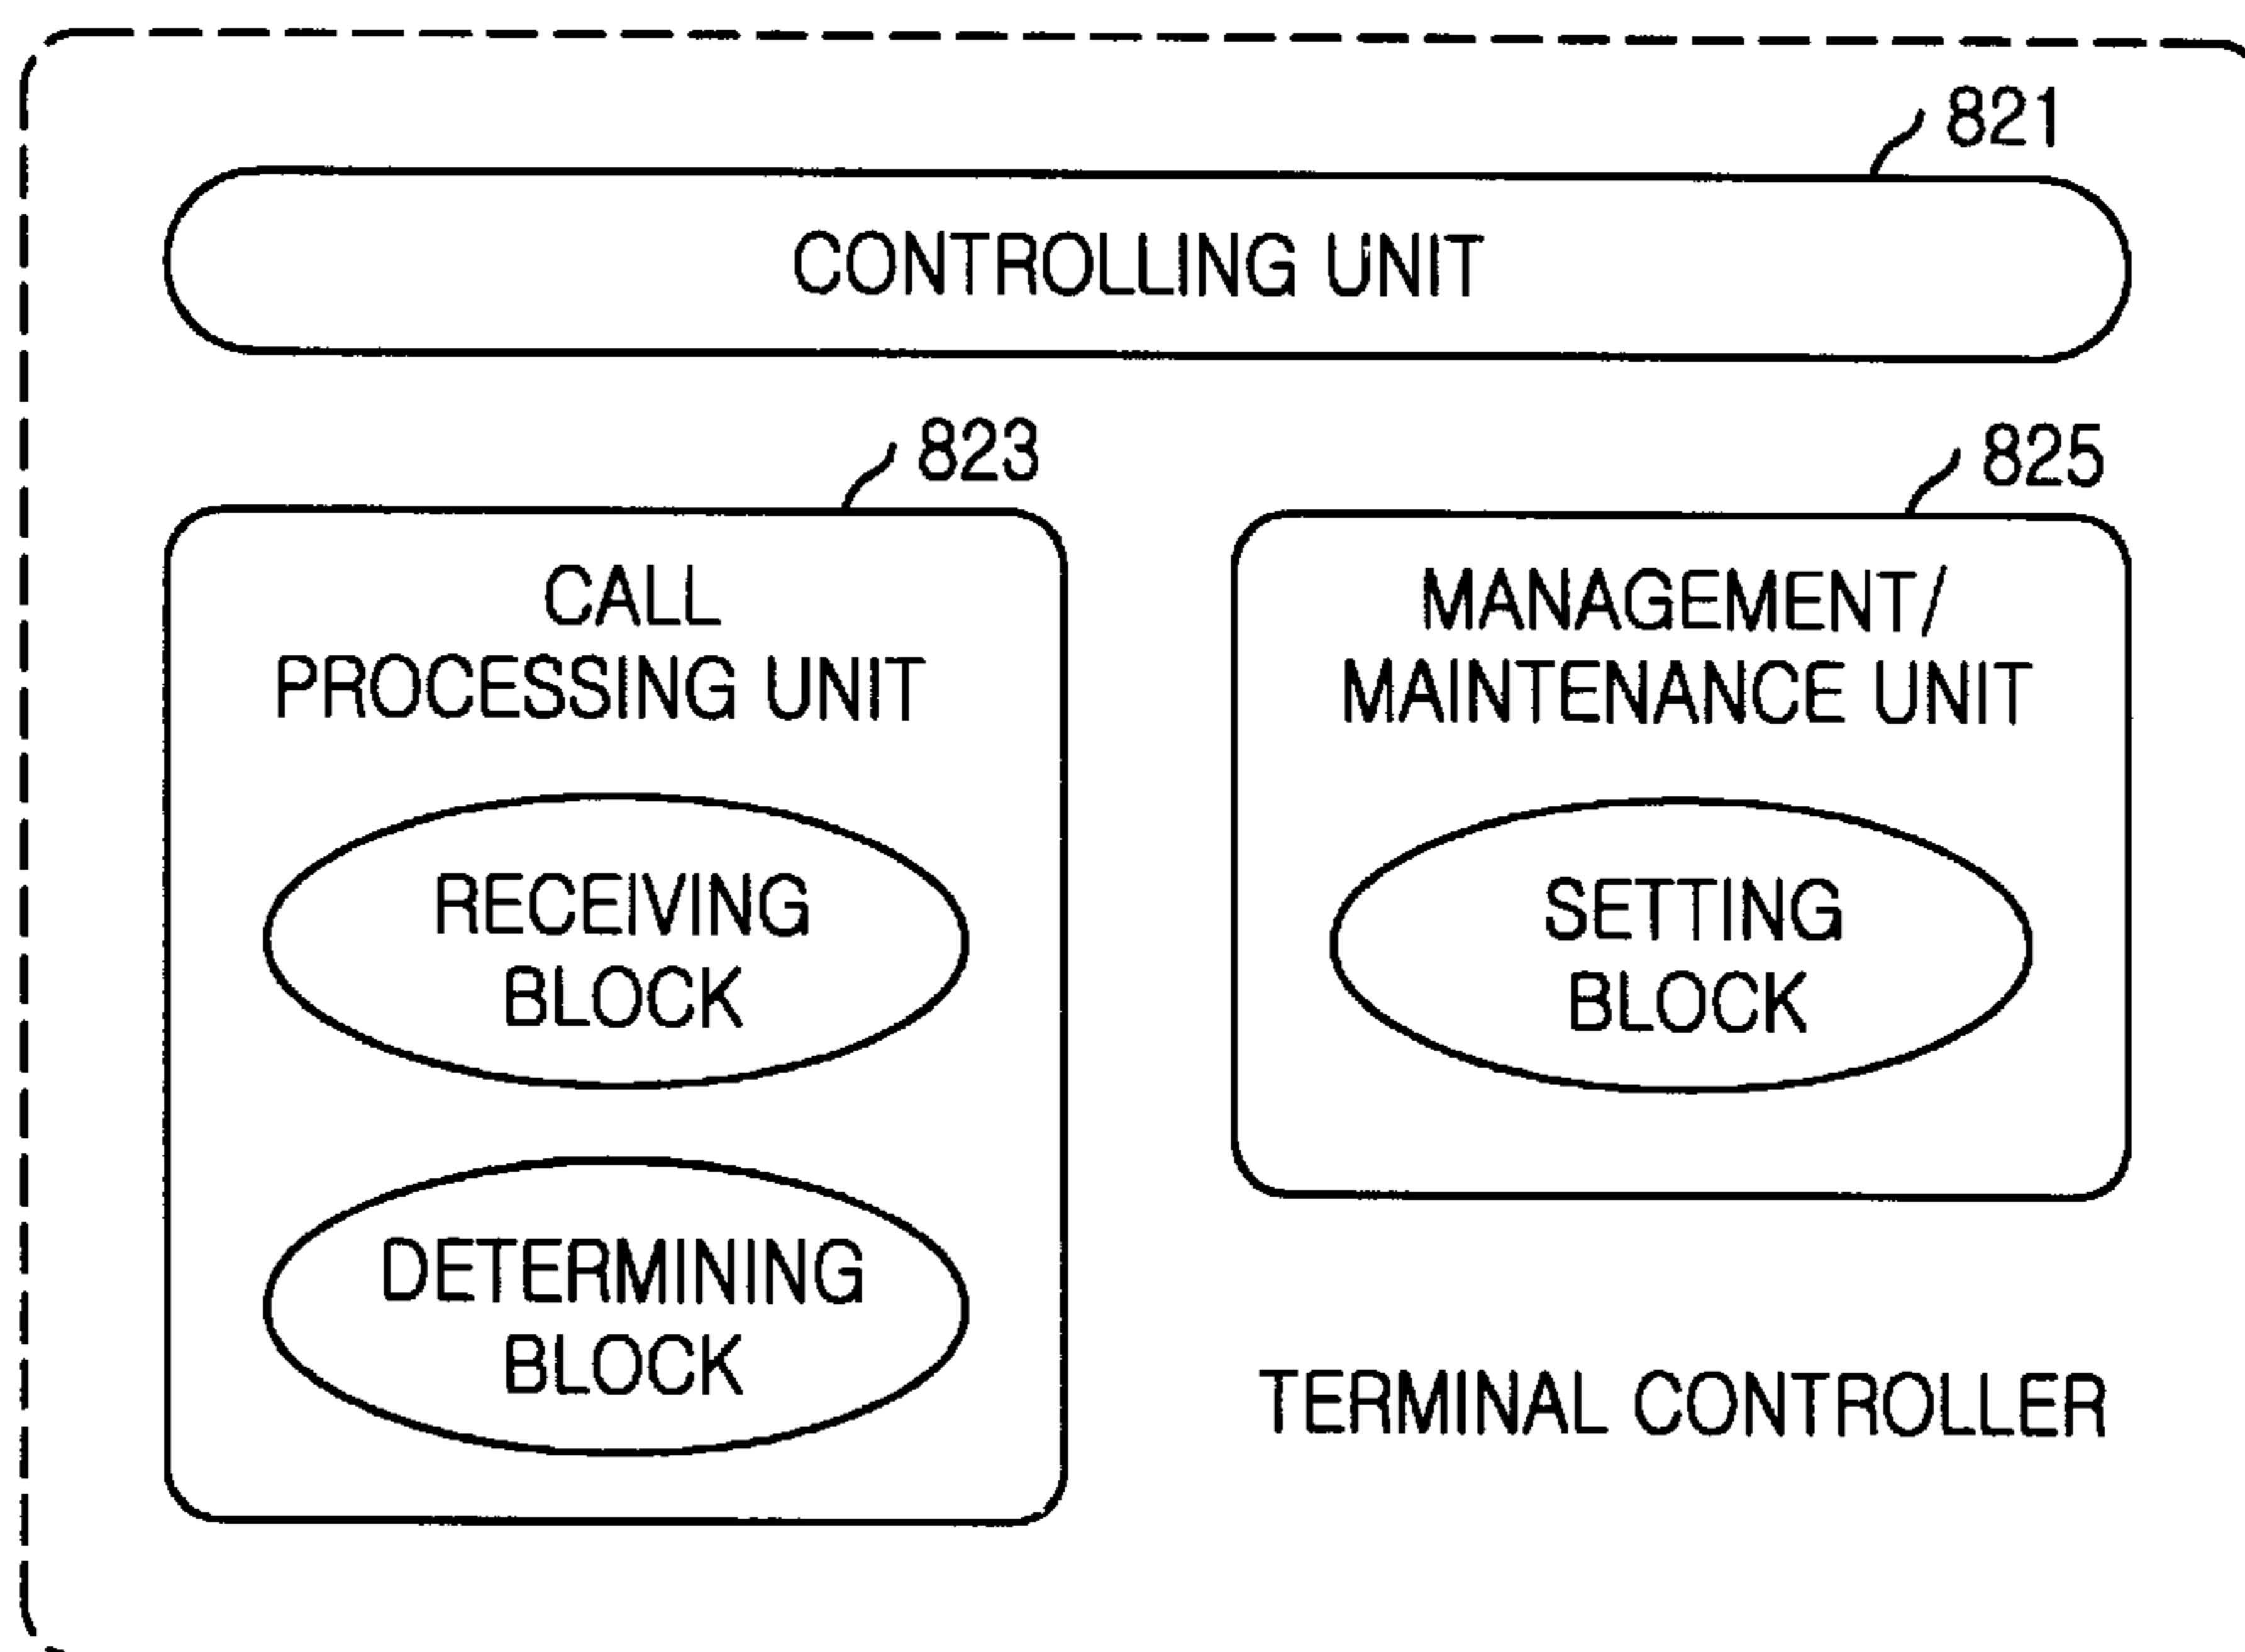 821
CONTROLLING UNIT
823
CALL
PROCESSING UNIT
RECEIVING
BLOCK
DETERMINING
BLOCK
825
MANAGEMENT/
MAINTENANCE UNIT
SETTING
BLOCK
TERMINAL CONTROLLER